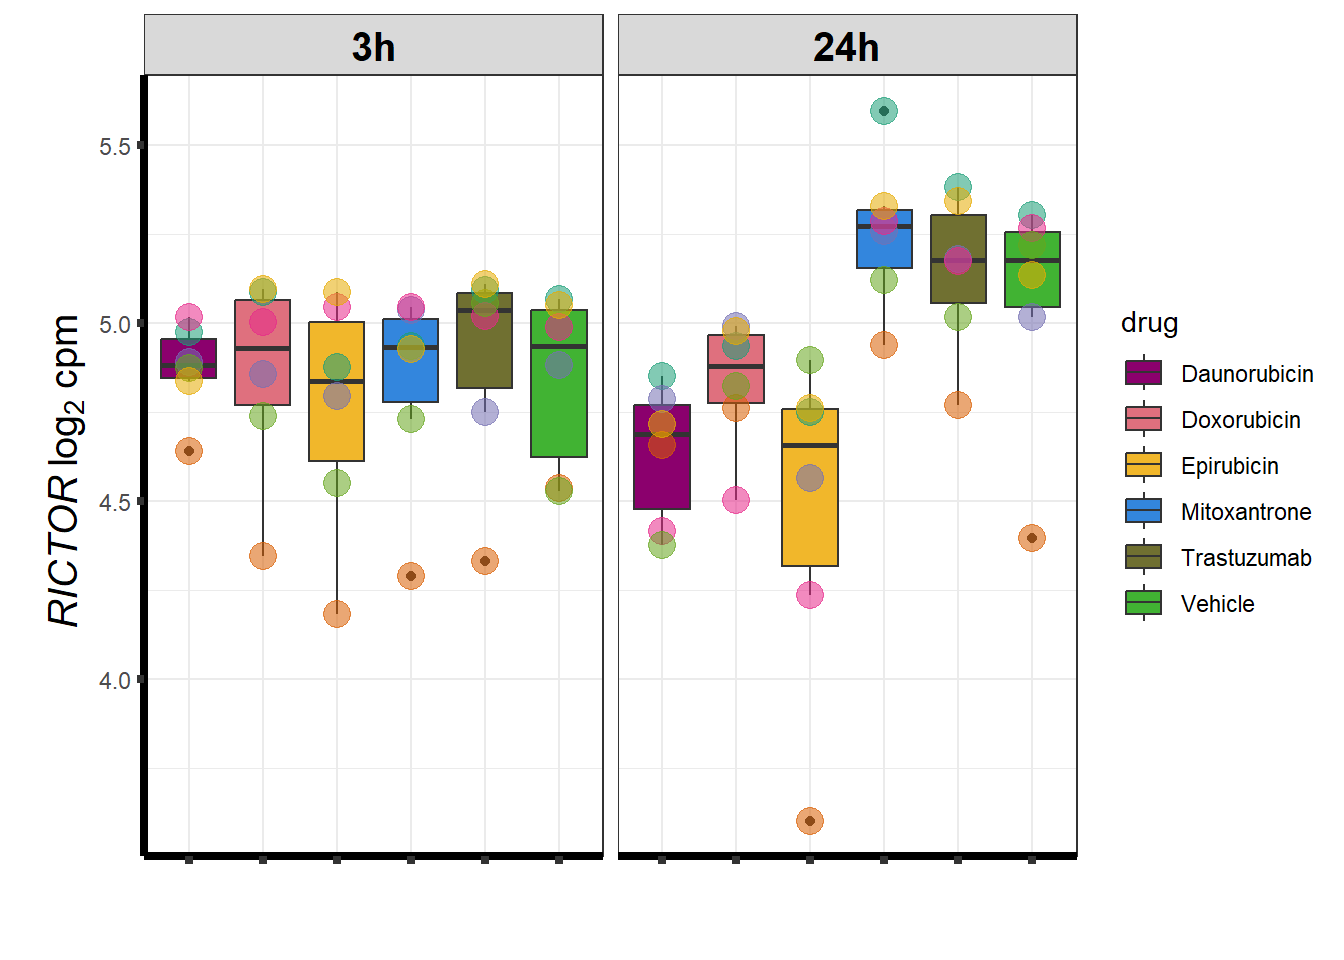 3h
24h
5.5
5.0
4.5
4.0
RICTOR log₂ cpm
drug
Daunorubicin
Doxorubicin
Epirubicin
Mitoxantrone
Trastuzumab
Vehicle